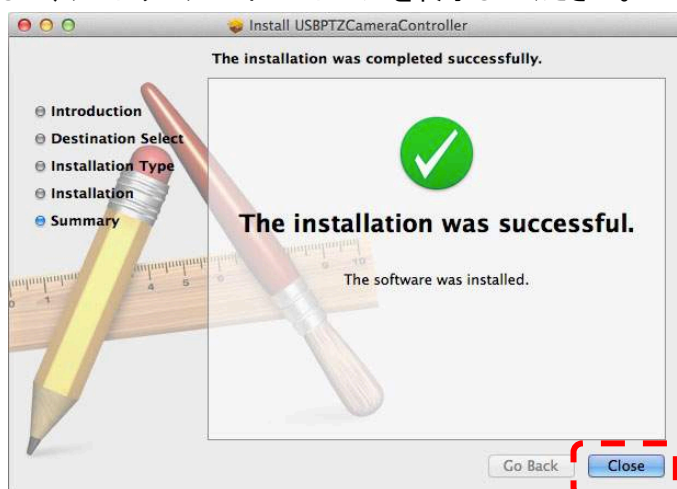 Install USBPTZCameraController
The installation was completed successfully.
Introduction
Destination Select
Installation Type
Installation
Summary
The installation was successful.
The software was installed.
Go Back
Close